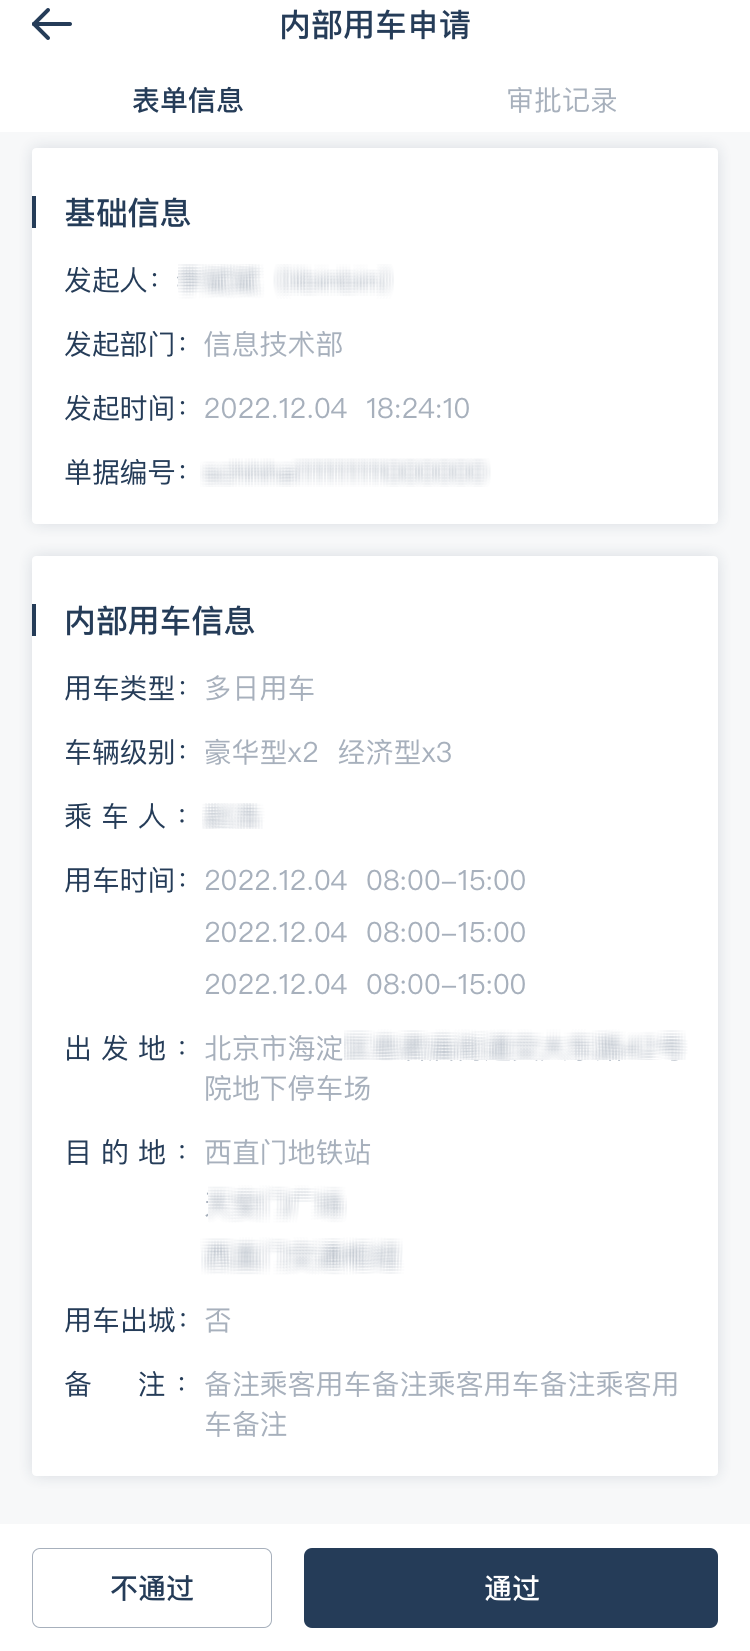 内部用车申请
表单信息
审批记录
基础信息
发起人：
发起部门：信息技术部
发起时间：2022.12.04 18:24:10
单据编号：
内部用车信息
用车类型：多日用车
车辆级别：豪华型x2 经济型x3
乘车人：
用车时间：2022.12.04 08:00–15:00
2022.12.04 08:00–15:00
2022.12.04 08:00–15:00
出发地：北京市海淀
院地下停车场
目的地：西直门地铁站
用车出城：否
备注：备注乘客用车备注乘客用车备注乘客用
车备注
不通过
通过